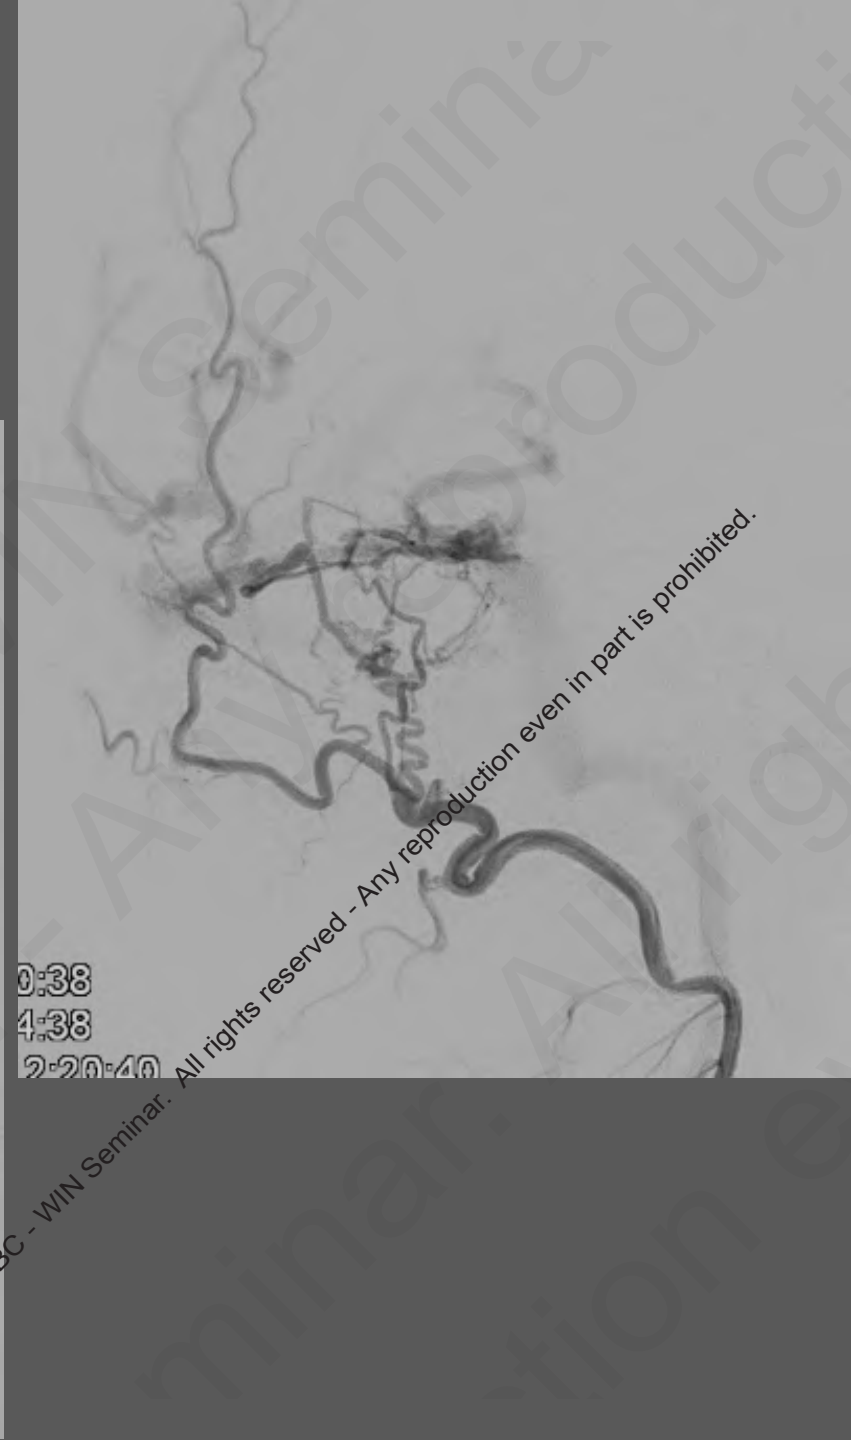 0:38
4:38
2:20:40
BC - WIN Seminar. All rights reserved - Any reproduction even in part is prohibited.